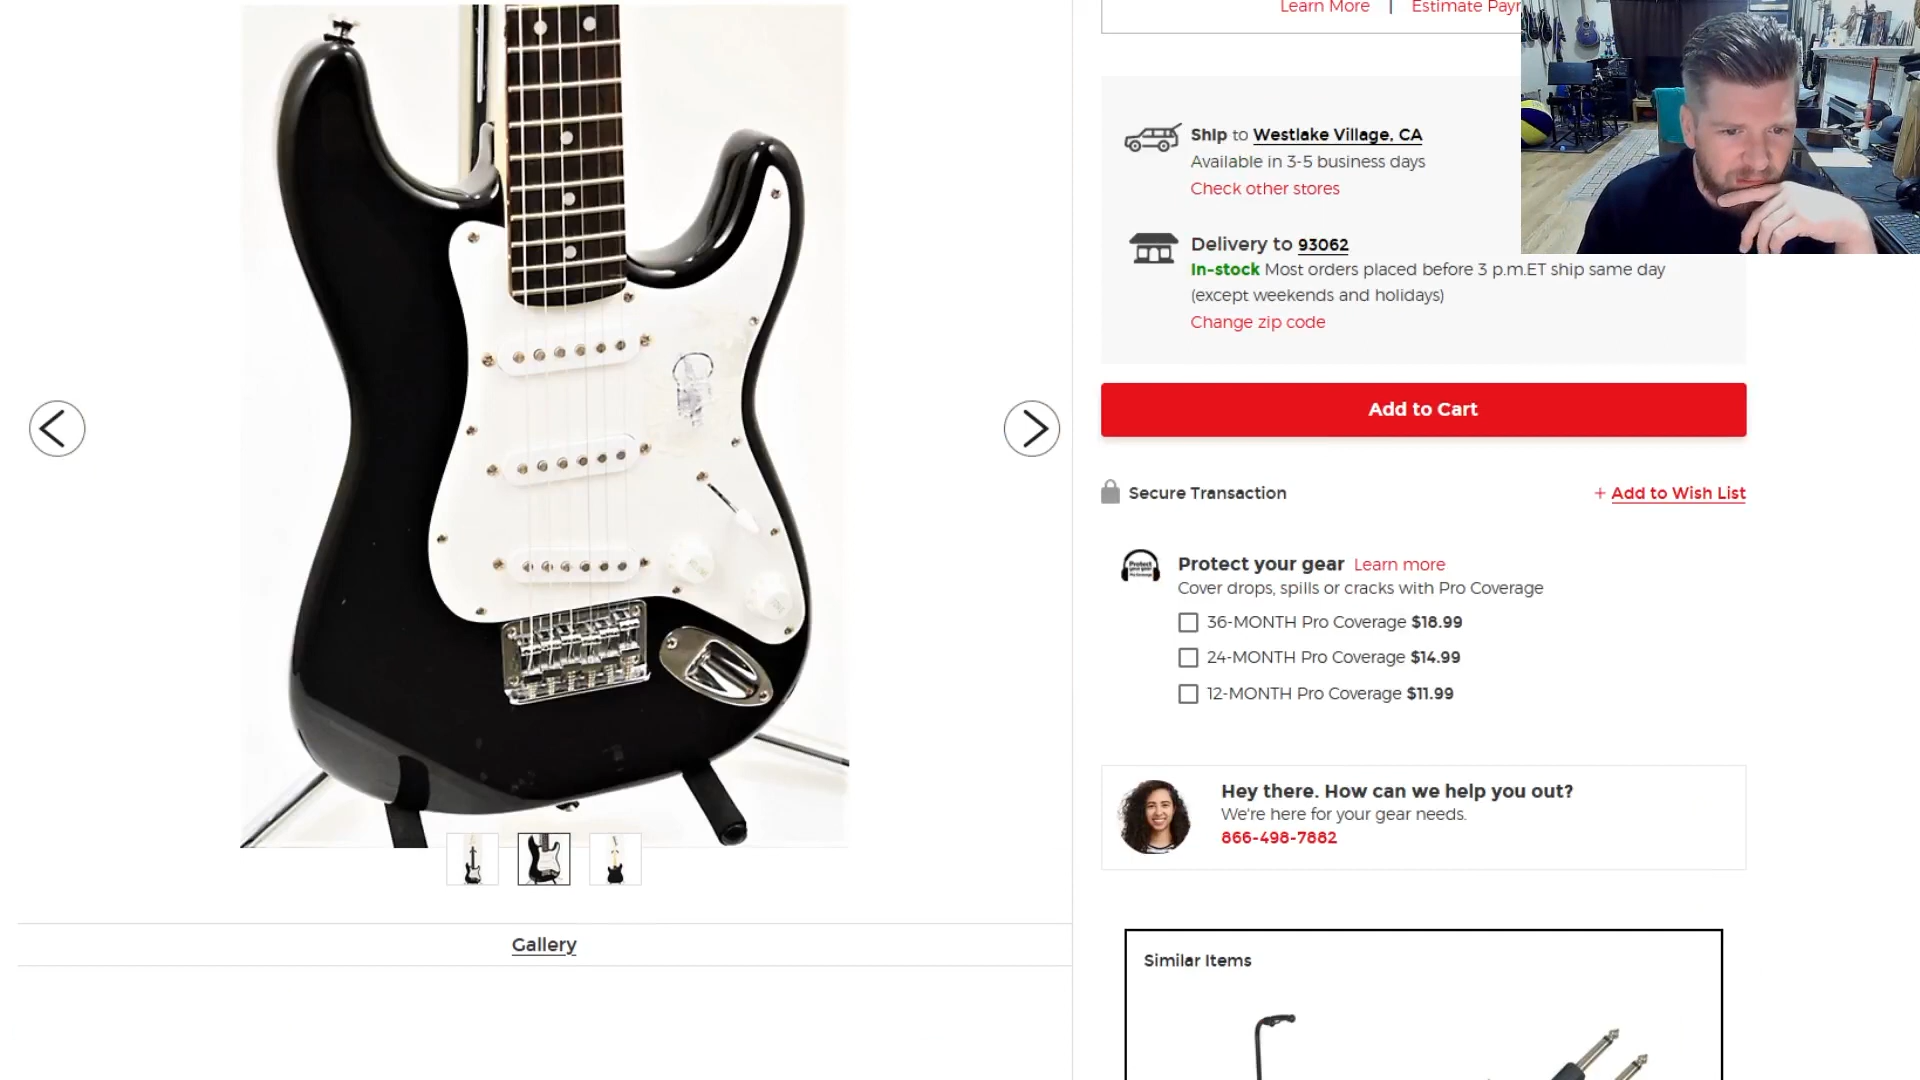 Learn More | Estimate Payr
Ship to Westlake Village, CA
Available in 3-5 business days
Check other stores
Delivery to 93062
In-stock Most orders placed before 3 p.m.ET ship same day
(except weekends and holidays)
Change zip code
Add to Cart
Secure Transaction
+ Add to Wish List
Protect your gear Learn more
Cover drops, spills or cracks with Pro Coverage
36-MONTH Pro Coverage $18.99
24-MONTH Pro Coverage $14.99
12-MONTH Pro Coverage $11.99
Hey there. How can we help you out?
We're here for your gear needs.
866-498-7882
Gallery
Similar Items